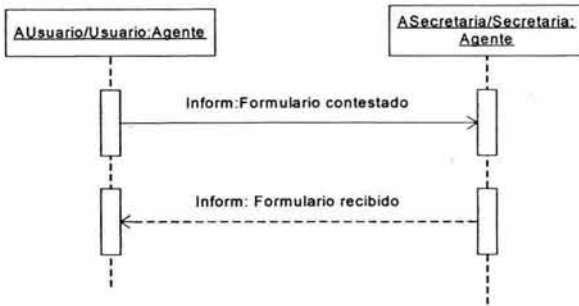 AUsuario/Usuario:Agente
ASecretaria/Secretaria:
Agente
Inform:Formulario contestado
Inform: Formulario recibido